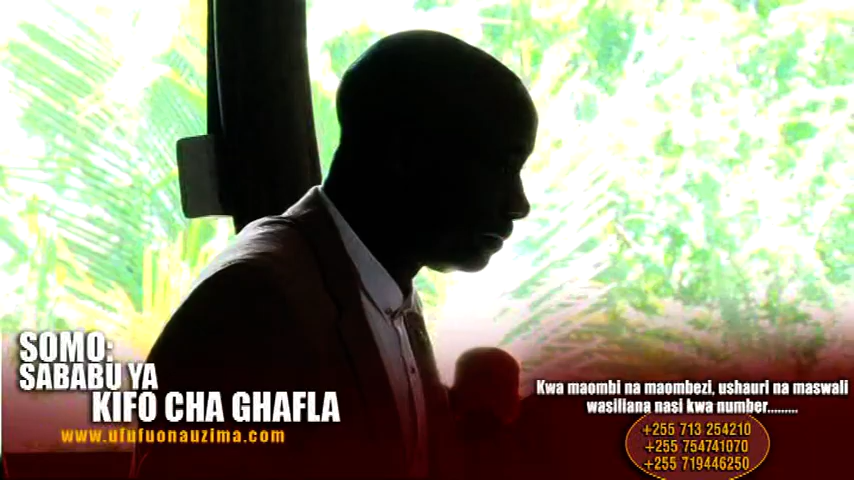 SOMO:
SABABU YA
KIFO CHA GHAFLA
www.ufufuonauzima.com
Kwa maombi na maombezi, ushauri na maswali
wasiliana nasi kwa number.........
+255 713 254210
+255 754741070
+255 719446250